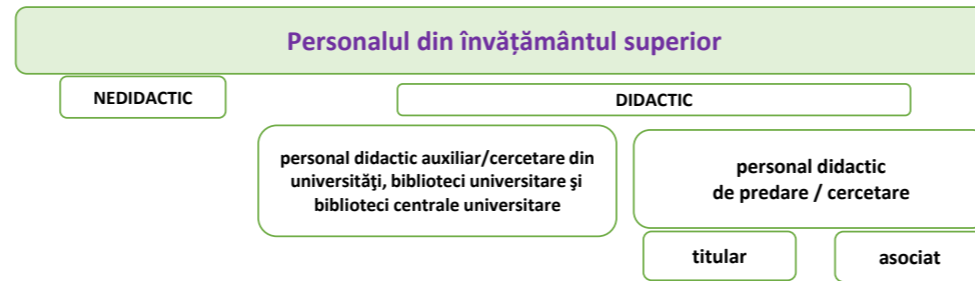 Personalul din învățământul superior
NEDIDACTIC
DIDACTIC
personal didactic auxiliar/cercetare din
universităţi, biblioteci universitare şi
biblioteci centrale universitare
personal didactic
de predare / cercetare
titular
asociat